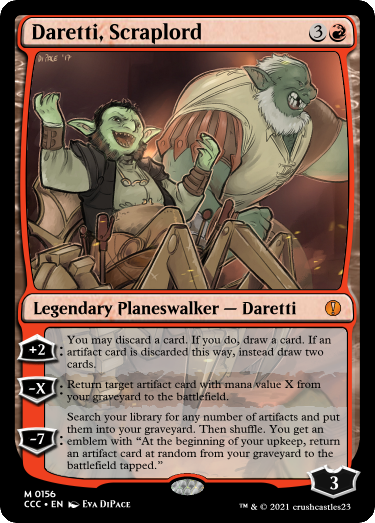 Daretti, Scraplord 3
DiPace '17
Legendary Planeswalker — Daretti
+2: You may discard a card. If you do, draw a card. If an
artifact card is discarded this way, instead draw two
cards.
-X: Return target artifact card with mana value X from
your graveyard to the battlefield.
-7: Search your library for any number of artifacts and put
them into your graveyard. Then shuffle. You get an
emblem with “At the beginning of your upkeep, return
an artifact card at random from your graveyard to the
battlefield tapped.”
3
M 0156
CCC • EN Eva DiPace
™ & © 2021 crushcastles23